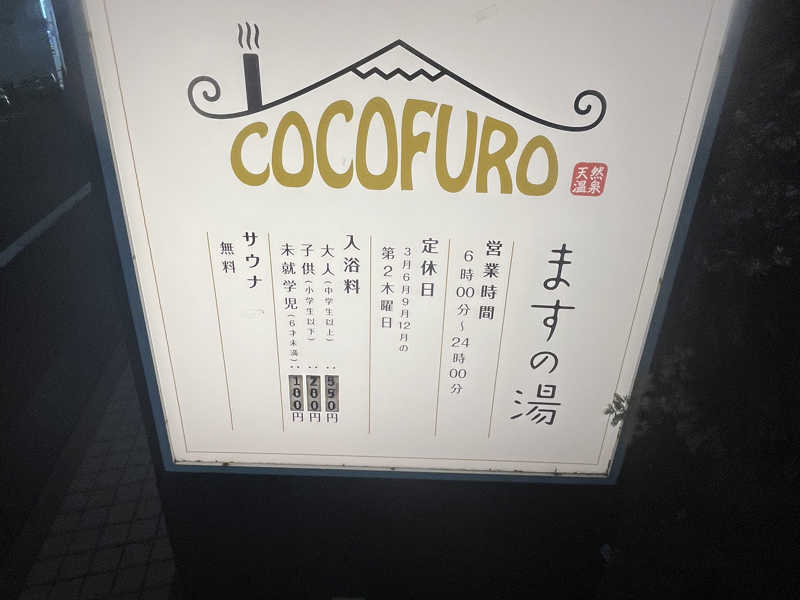 COCOFURO
天然温泉
ますの湯
営業時間
6時00分〜24時00分
定休日
3月6月9月12月の
第2木曜日
入浴料
大人(中学生以上):550円
子供(小学生以下):200円
未就学児(6才未満):100円
サウナ
無料